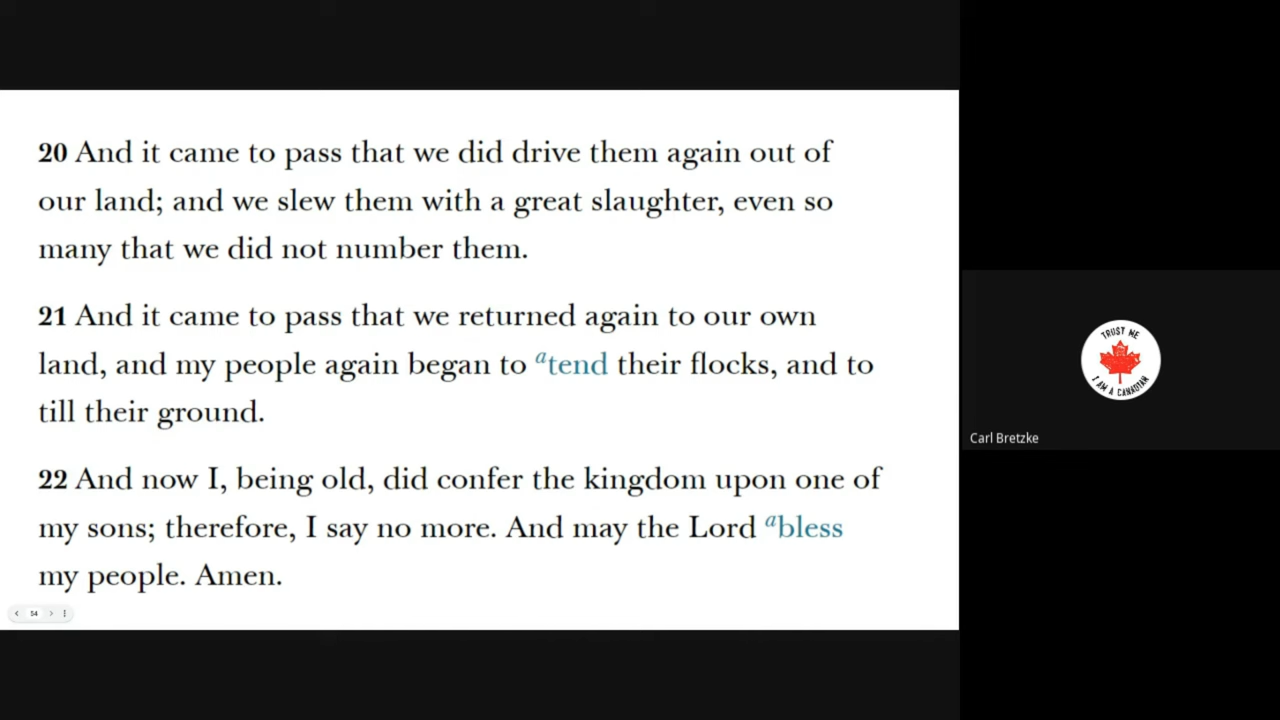 20 And it came to pass that we did drive them again out of
our land; and we slew them with a great slaughter, even so
many that we did not number them.
21 And it came to pass that we returned again to our own
land, and my people again began to ᵃtend their flocks, and to
till their ground.
22 And now I, being old, did confer the kingdom upon one of
my sons; therefore, I say no more. And may the Lord ᵃbless
my people. Amen.
54
TRUST ME
I AM A CANADIAN
Carl Bretzke